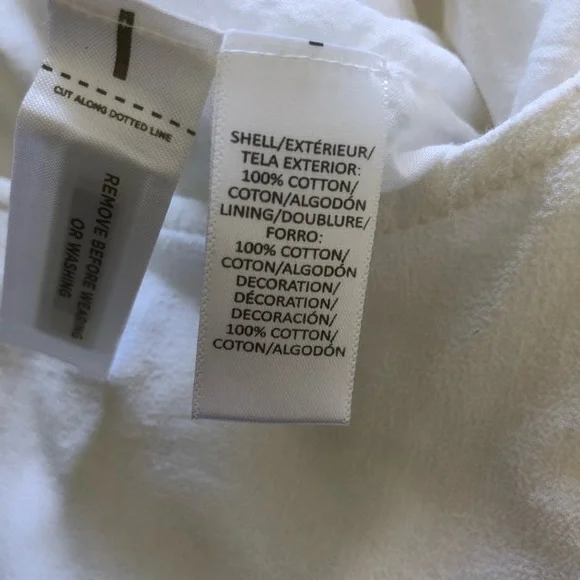 CUT ALONG DOTTED LINE
REMOVE BEFORE WEARING
OR WASHING
SHELL/EXTÉRIEUR/
TELA EXTERIOR:
100% COTTON/
COTON/ALGODÓN
LINING/DOUBLURE/
FORRO:
100% COTTON/
COTON/ALGODÓN
DECORATION/
DÉCORATION/
DECORACIÓN/
100% COTTON/
COTON/ALGODÓN